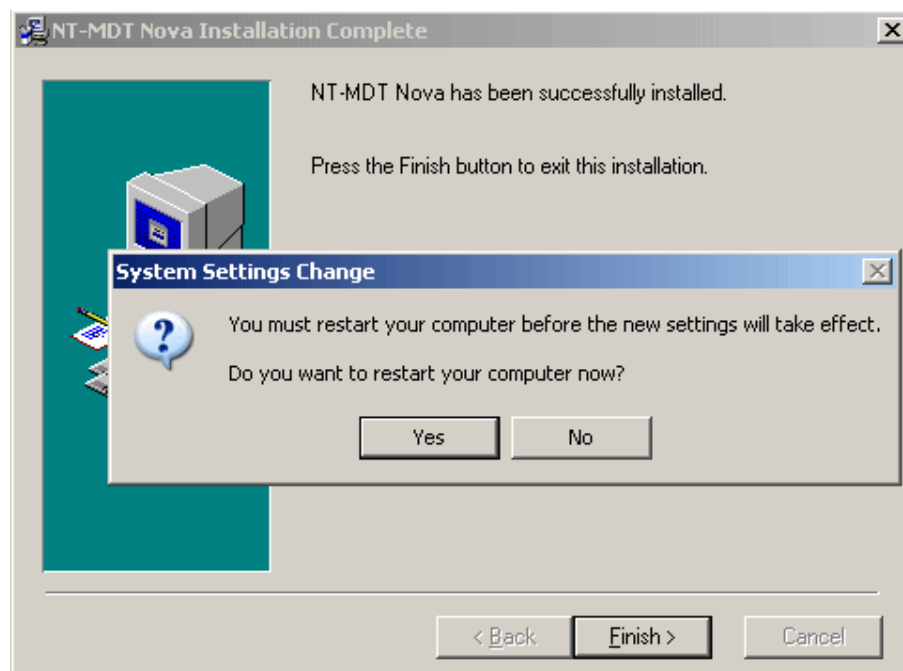 NT-MDT Nova Installation Complete
NT-MDT Nova has been successfully installed.
Press the Finish button to exit this installation.
System Settings Change
You must restart your computer before the new settings will take effect.
Do you want to restart your computer now?
Yes No
< Back Finish > Cancel